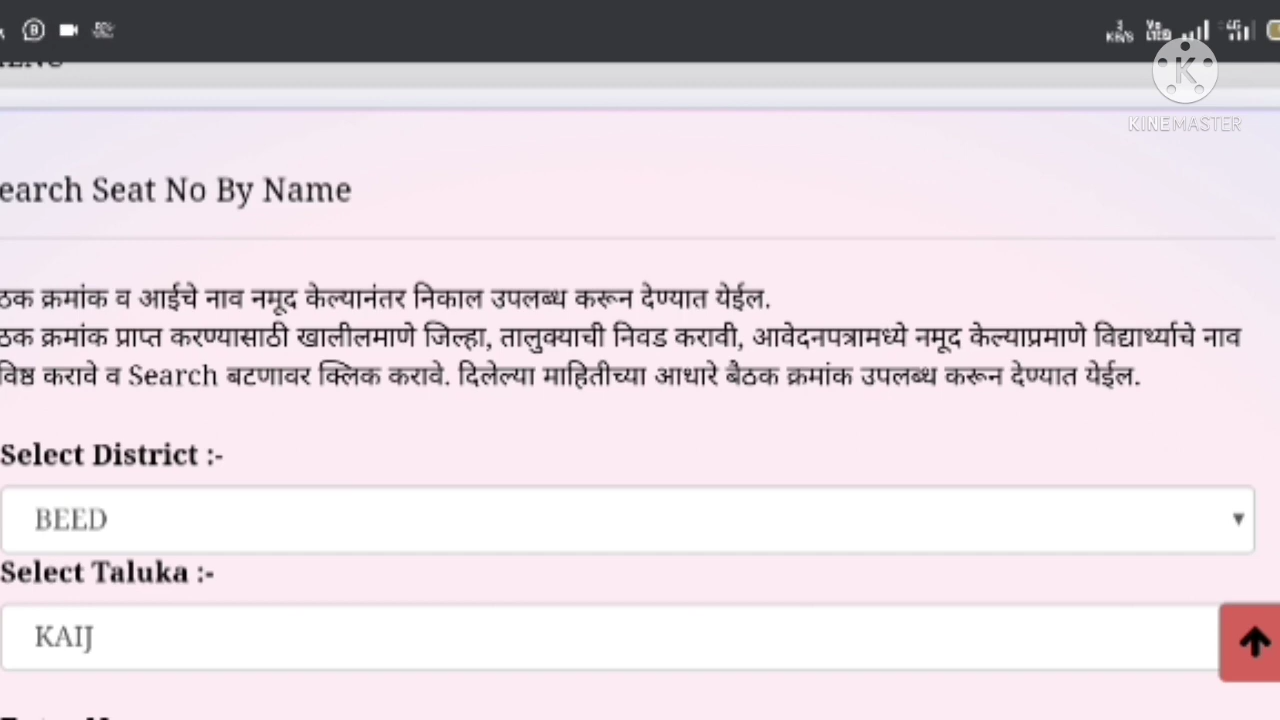 earch Seat No By Name
KINEMASTER
ठक क्रमांक व आईचे नाव नमूद केल्यानंतर निकाल उपलब्ध करून देण्यात येईल.
ठक क्रमांक प्राप्त करण्यासाठी खालीलमाणे जिल्हा, तालुक्याची निवड करावी, आवेदनपत्रामध्ये नमूद केल्याप्रमाणे विद्यार्थ्याचे नाव
विष्ठ करावे व Search बटणावर क्लिक करावे. दिलेल्या माहितीच्या आधारे बैठक क्रमांक उपलब्ध करून देण्यात येईल.
Select District :-
BEED
Select Taluka :-
KAIJ